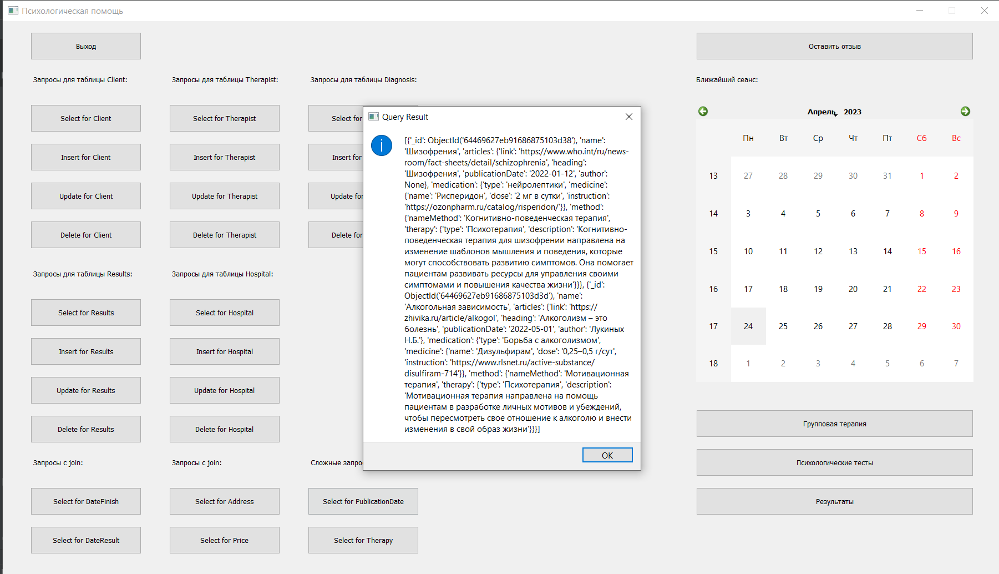 Психологическая помощь
Выход
Оставить отзыв
Запросы для таблицы Client:
Запросы для таблицы Therapist:
Запросы для таблицы Diagnosis:
Ближайший сеанс:
Select for Client
Select for Therapist
Select for
Insert for Client
Insert for Therapist
Insert for
Update for Client
Update for Therapist
Update for
Delete for Client
Delete for Therapist
Delete for
Запросы для таблицы Results:
Запросы для таблицы Hospital:
Select for Results
Select for Hospital
Insert for Results
Insert for Hospital
Update for Results
Update for Hospital
Delete for Results
Delete for Hospital
Запросы с join:
Запросы с join:
Сложные
Select for DateFinish
Select for Address
Select for PublicationDate
Select for DateResult
Select for Price
Select for Therapy
Query Result
[{'_id': ObjectId('64469627eb91686875103d38'), 'name':
'Шизофрения', 'articles': {'link': 'https://www.who.int/ru/news-
room/fact-sheets/detail/schizophrenia', 'heading':
'Шизофрения', 'publicationDate': '2022-01-12', 'author':
None}, 'medication': {'type': 'нейролептики', 'medicine':
{'name': 'Рисперидон', 'dose': '2 мг в сутки', 'instruction':
'https://ozonpharm.ru/catalog/risperidon/'}}, 'method':
{'nameMethod': 'Когнитивно-поведенческая терапия',
'therapy': {'type': 'Психотерапия', 'description': 'Когнитивно-
поведенческая терапия для шизофрении направлена на
изменение шаблонов мышления и поведения, которые
могут способствовать развитию симптомов. Она помогает
пациентам развивать ресурсы для управления своими
симптомами и повышения качества жизни'}}}, {'_id':
ObjectId('64469627eb91686875103d3d'), 'name':
'Алкогольная зависимость', 'articles': {'link': 'https://
zhivika.ru/article/alkogol', 'heading': 'Алкоголизм – это
болезнь', 'publicationDate': '2022-05-01', 'author': 'Лукиных
Н.Б.'}, 'medication': {'type': 'Борьба с алкоголизмом',
'medicine': {'name': 'Дизульфирам', 'dose': '0,25–0,5 г/сут',
'instruction': 'https://www.rlsnet.ru/active-substance/
disulfiram-714'}}, 'method': {'nameMethod': 'Мотивационная
терапия', 'therapy': {'type': 'Психотерапия', 'description':
'Мотивационная терапия направлена на помощь
пациентам в разработке личных мотивов и убеждений,
чтобы пересмотреть свое отношение к алкоголю и внести
изменения в свой образ жизни'}}}]
OK
Апрель 2023
Пн Вт Ср Чт Пт Сб Вс
13 27 28 29 30 31 1 2
14 3 4 5 6 7 8 9
15 10 11 12 13 14 15 16
16 17 18 19 20 21 22 23
17 24 25 26 27 28 29 30
18 1 2 3 4 5 6 7
Групповая терапия
Психологические тесты
Результаты